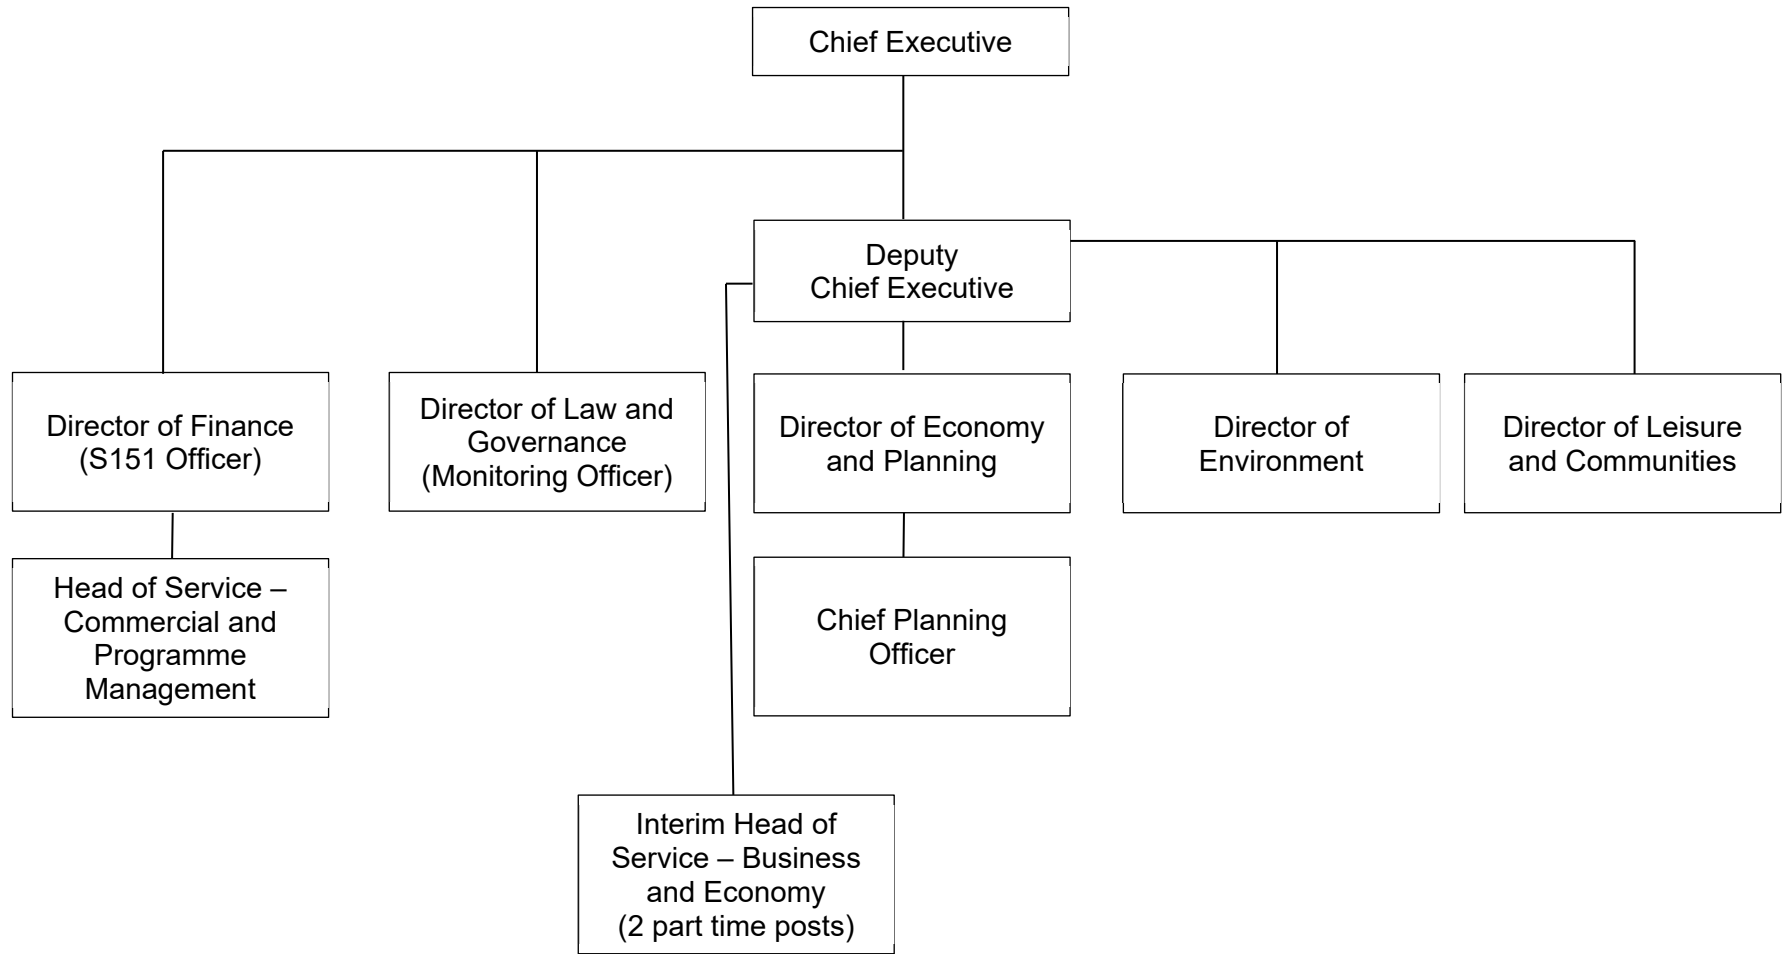 Chief Executive
Deputy
Chief Executive
Director of Finance
(S151 Officer)
Director of Law and
Governance
(Monitoring Officer)
Director of Economy
and Planning
Director of
Environment
Director of Leisure
and Communities
Head of Service –
Commercial and
Programme
Management
Chief Planning
Officer
Interim Head of
Service – Business
and Economy
(2 part time posts)